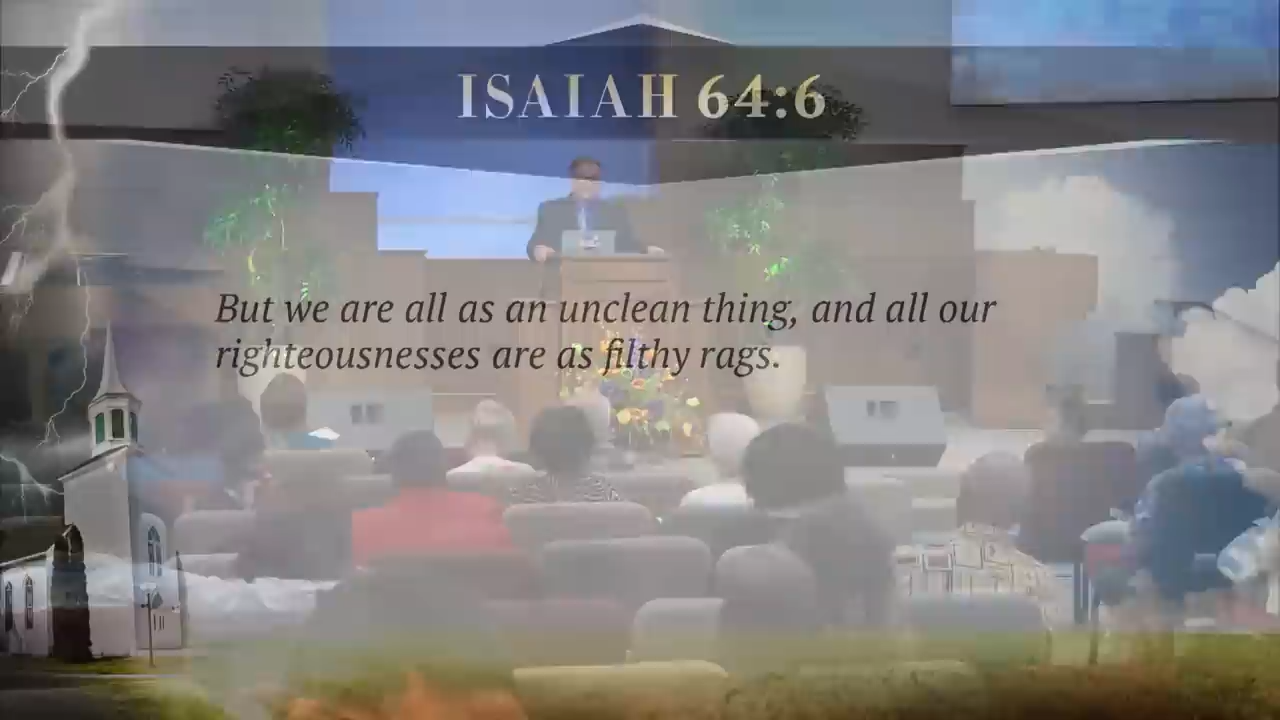 ISAIAH 64:6
But we are all as an unclean thing, and all our
righteousnesses are as filthy rags.